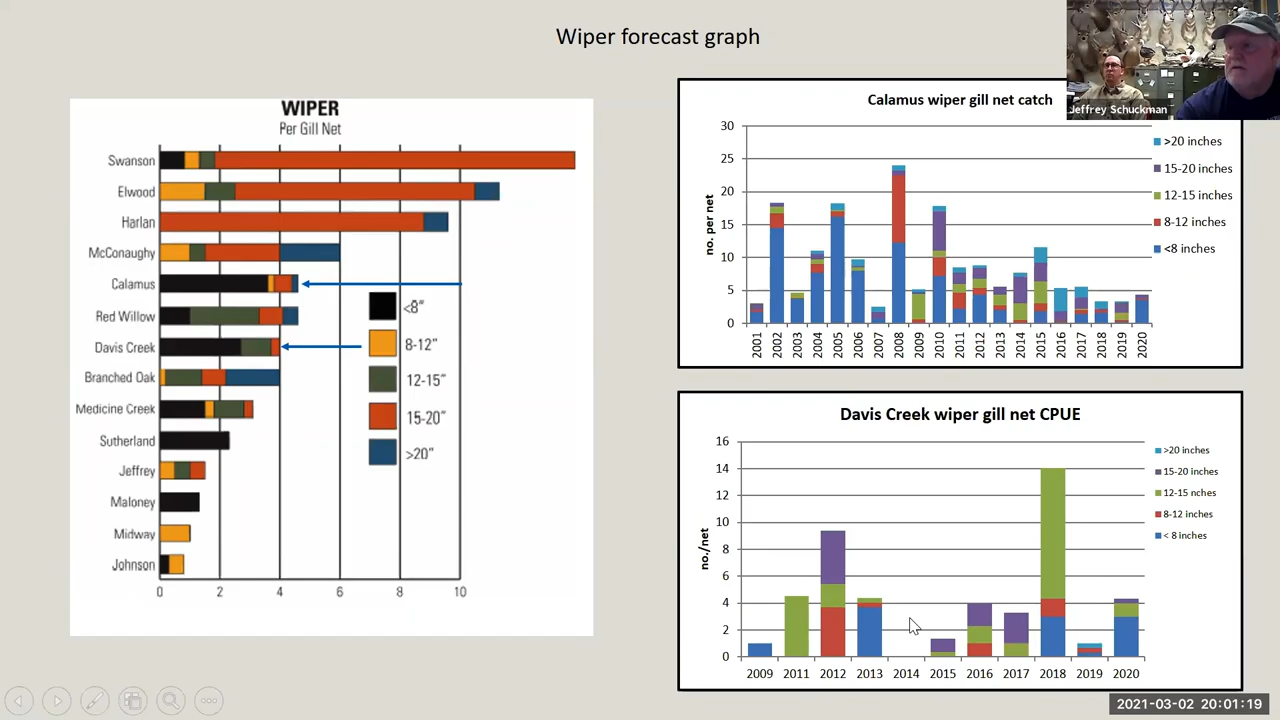 Wiper forecast graph
Jeffrey Schuckman
WIPER
Per Gill Net
Swanson
Elwood
Harlan
McConaughy
Calamus
Red Willow
Davis Creek
Branched Oak
Medicine Creek
Sutherland
Jeffrey
Maloney
Midway
Johnson
<8"
8-12"
12-15"
15-20"
>20"
0 2 4 6 8 10
Calamus wiper gill net catch
no. per net
30
25
20
15
10
5
0
2001 2002 2003 2004 2005 2006 2007 2008 2009 2010 2011 2012 2013 2014 2015 2016 2017 2018 2019 2020
>20 inches
15-20 inches
12-15 inches
8-12 inches
<8 inches
Davis Creek wiper gill net CPUE
no./net
16
14
12
10
8
6
4
2
0
2009 2011 2012 2013 2014 2015 2016 2017 2018 2019 2020
>20 inches
15-20 inches
12-15 nches
8-12 inches
< 8 inches
2021-03-02 20:01:19